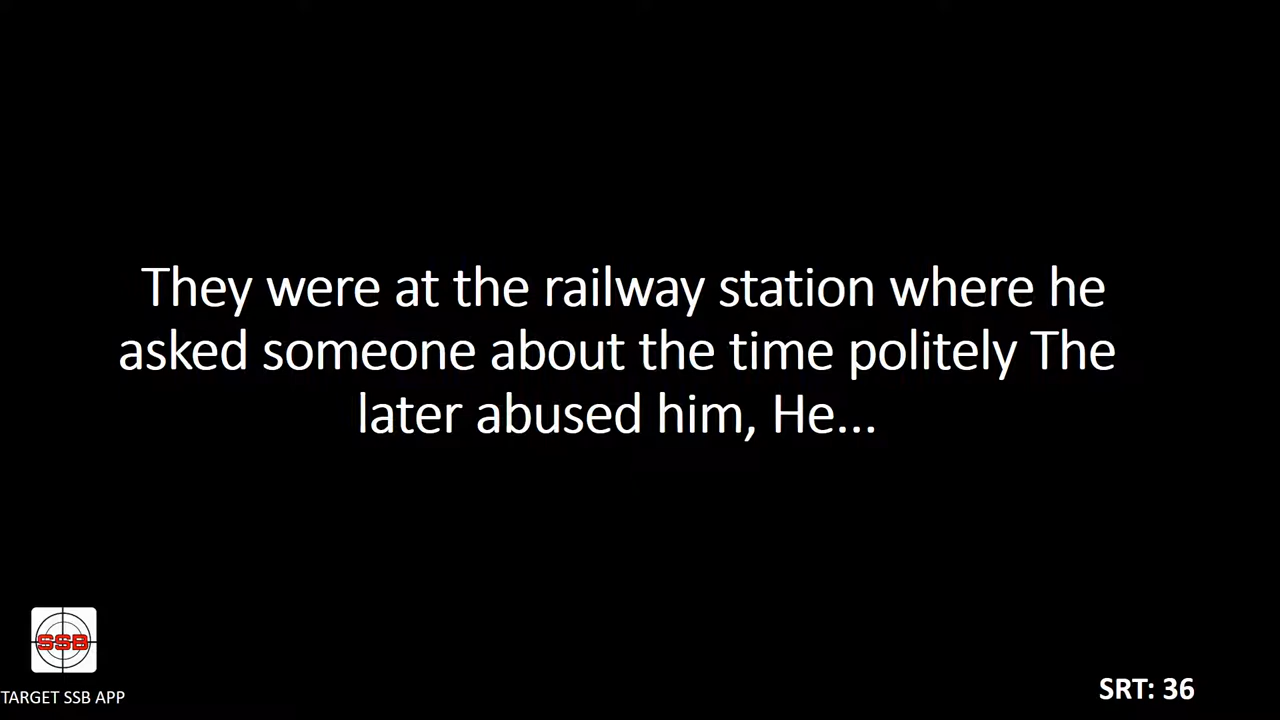 They were at the railway station where he
asked someone about the time politely The
later abused him, He...
SSB
TARGET SSB APP
SRT: 36